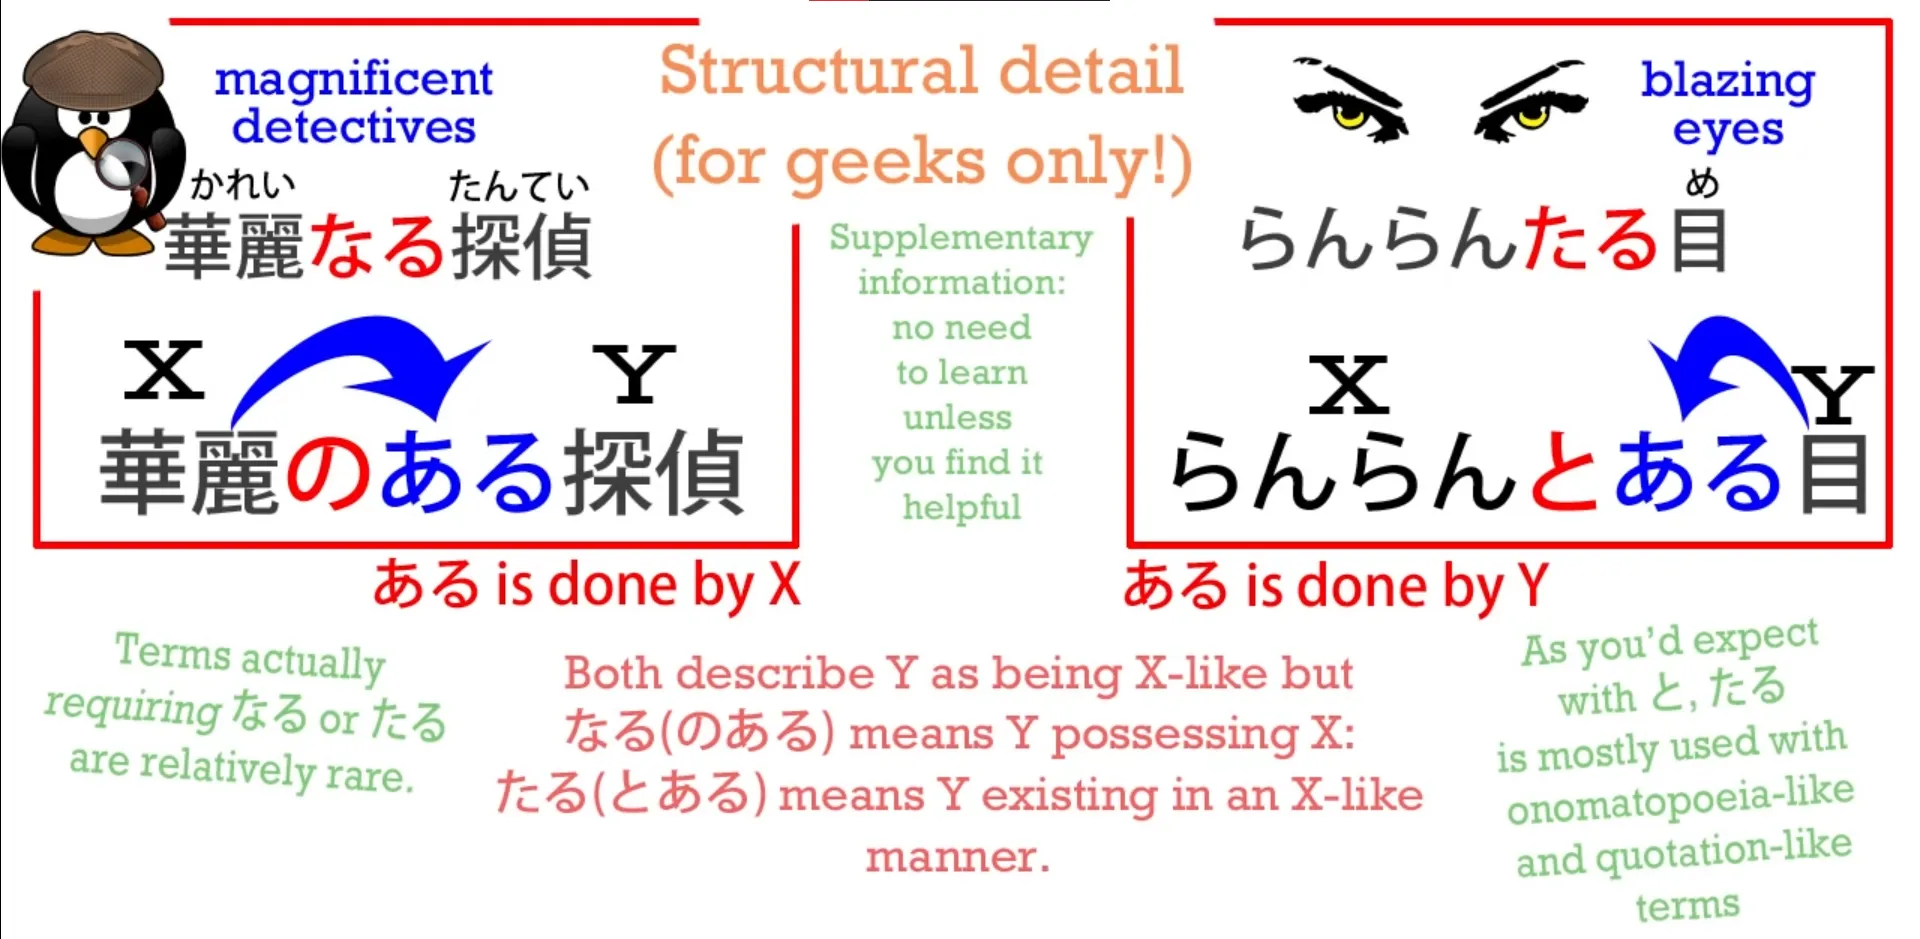 magnificent
detectives
かれい たんてい
華麗なる探偵
X Y
華麗のある探偵
ある is done by X
Structural detail
(for geeks only!)
Supplementary
information:
no need
to learn
unless
you find it
helpful
blazing
eyes
め
らんらんたる目
X Y
らんらんとある目
ある is done by Y
Terms actually
requiring なる or たる
are relatively rare.
Both describe Y as being X-like but
なる(のある) means Y possessing X:
たる(とある) means Y existing in an X-like
manner.
As you'd expect
with と, たる
is mostly used with
onomatopoeia-like
and quotation-like
terms